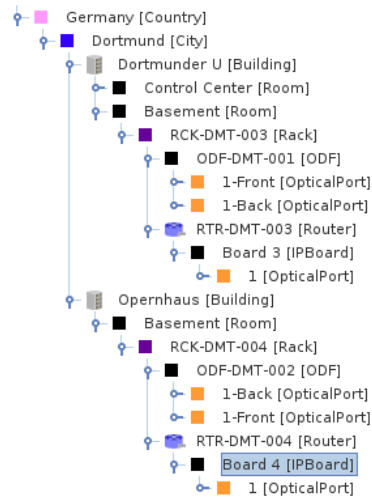 Germany [Country]
Dortmund [City]
Dortmunder U [Building]
Control Center [Room]
Basement [Room]
RCK-DMT-003 [Rack]
ODF-DMT-001 [ODF]
1-Front [OpticalPort]
1-Back [OpticalPort]
RTR-DMT-003 [Router]
Board 3 [IPBoard]
1 [OpticalPort]
Opernhaus [Building]
Basement [Room]
RCK-DMT-004 [Rack]
ODF-DMT-002 [ODF]
1-Back [OpticalPort]
1-Front [OpticalPort]
RTR-DMT-004 [Router]
Board 4 [IPBoard]
1 [OpticalPort]